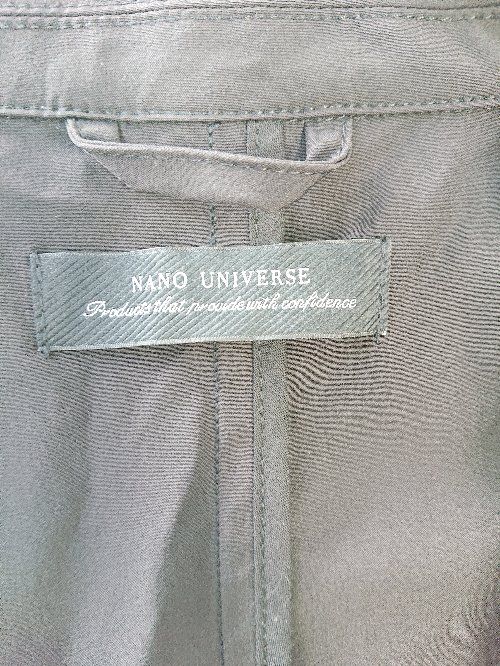 NANO UNIVERSE
Products that provide with confidence